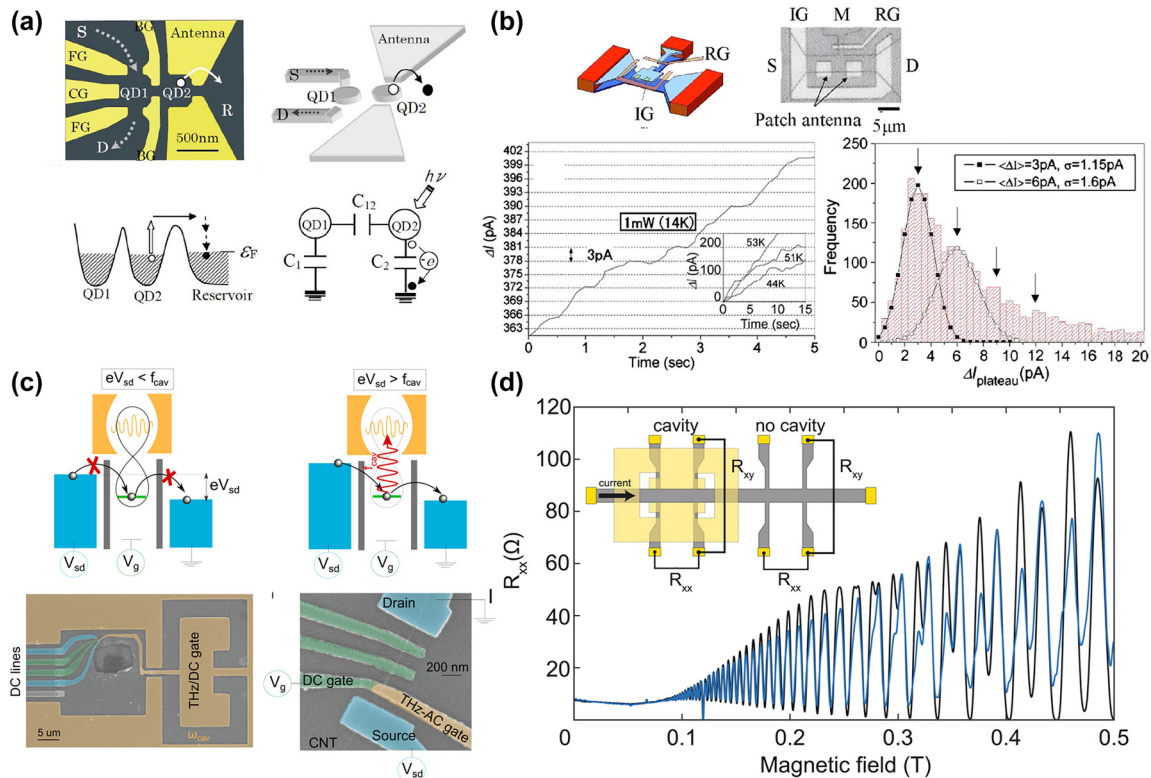 (a)
S
BG
Antenna
FG
CG
QD1
QD2
R
FG
D
BG
500nm
Antenna
S
QD1
D
QD2
QD1
QD2
Reservoir
εF
hν
C12
QD1
QD2
C1
C2
-e
(b)
RG
IG
IG
M
RG
S
D
Patch antenna
5μm
402
399
396
393
390
387
384
381
378
375
372
369
366
363
ΔI (pA)
1mW (14K)
3pA
0
1
2
3
4
5
Time (sec)
200
100
0
Δi (pA)
53K
51K
44K
0
5
10
15
Time (sec)
250
200
150
100
50
0
Frequency
<ΔI>=3pA, σ=1.15pA
<ΔI>=6pA, σ=1.6pA
0
2
4
6
8
10
12
14
16
18
20
ΔIplateau(pA)
(c)
eVsd < fcav
eVsd
Vsd
Vg
eVsd > fcav
fcav
Vsd
Vg
DC lines
THz/DC gate
5 um
ωcav
I
Drain
200 nm
Vg
DC gate
THz-AC gate
CNT
Source
Vsd
(d)
120
100
80
60
40
20
Rxx(Ω)
cavity
no cavity
current
Rxy
Rxy
Rxx
Rxx
0
0.1
0.2
0.3
0.4
0.5
Magnetic field (T)